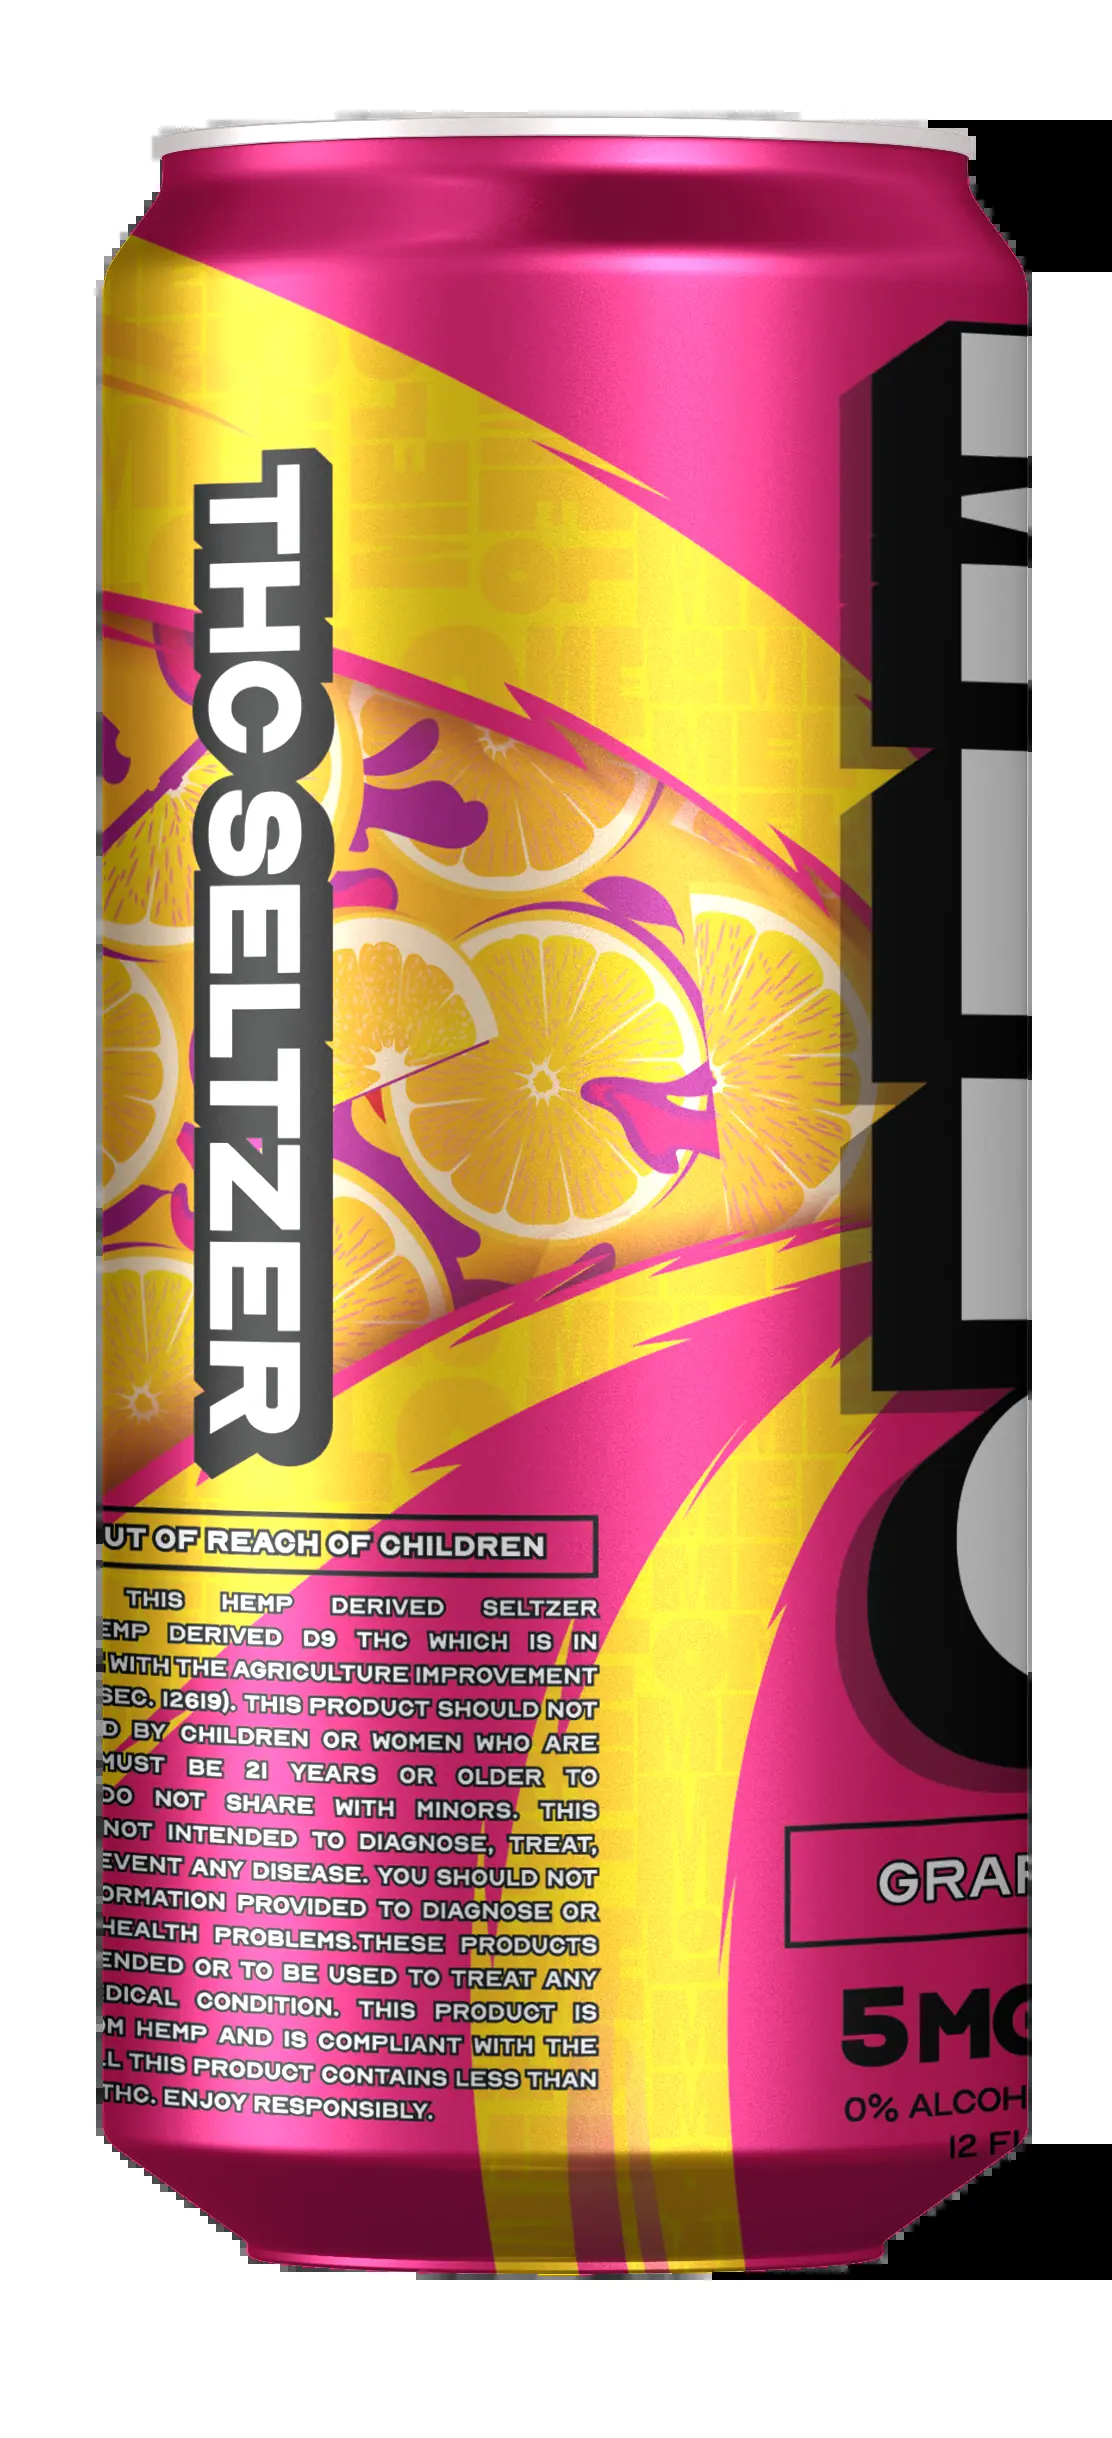 THC SELTZER
UT OF REACH OF CHILDREN
THIS HEMP DERIVED SELTZER
EMP DERIVED D9 THC WHICH IS IN
WITH THE AGRICULTURE IMPROVEMENT
SEC. 12619). THIS PRODUCT SHOULD NOT
D BY CHILDREN OR WOMEN WHO ARE
MUST BE 21 YEARS OR OLDER TO
DO NOT SHARE WITH MINORS. THIS
NOT INTENDED TO DIAGNOSE, TREAT,
EVENT ANY DISEASE. YOU SHOULD NOT
ORMATION PROVIDED TO DIAGNOSE OR
HEALTH PROBLEMS.THESE PRODUCTS
ENDED OR TO BE USED TO TREAT ANY
DICAL CONDITION. THIS PRODUCT IS
OM HEMP AND IS COMPLIANT WITH THE
LL THIS PRODUCT CONTAINS LESS THAN
THC. ENJOY RESPONSIBLY.
GRAP
5MG
0% ALCOH
12 FL